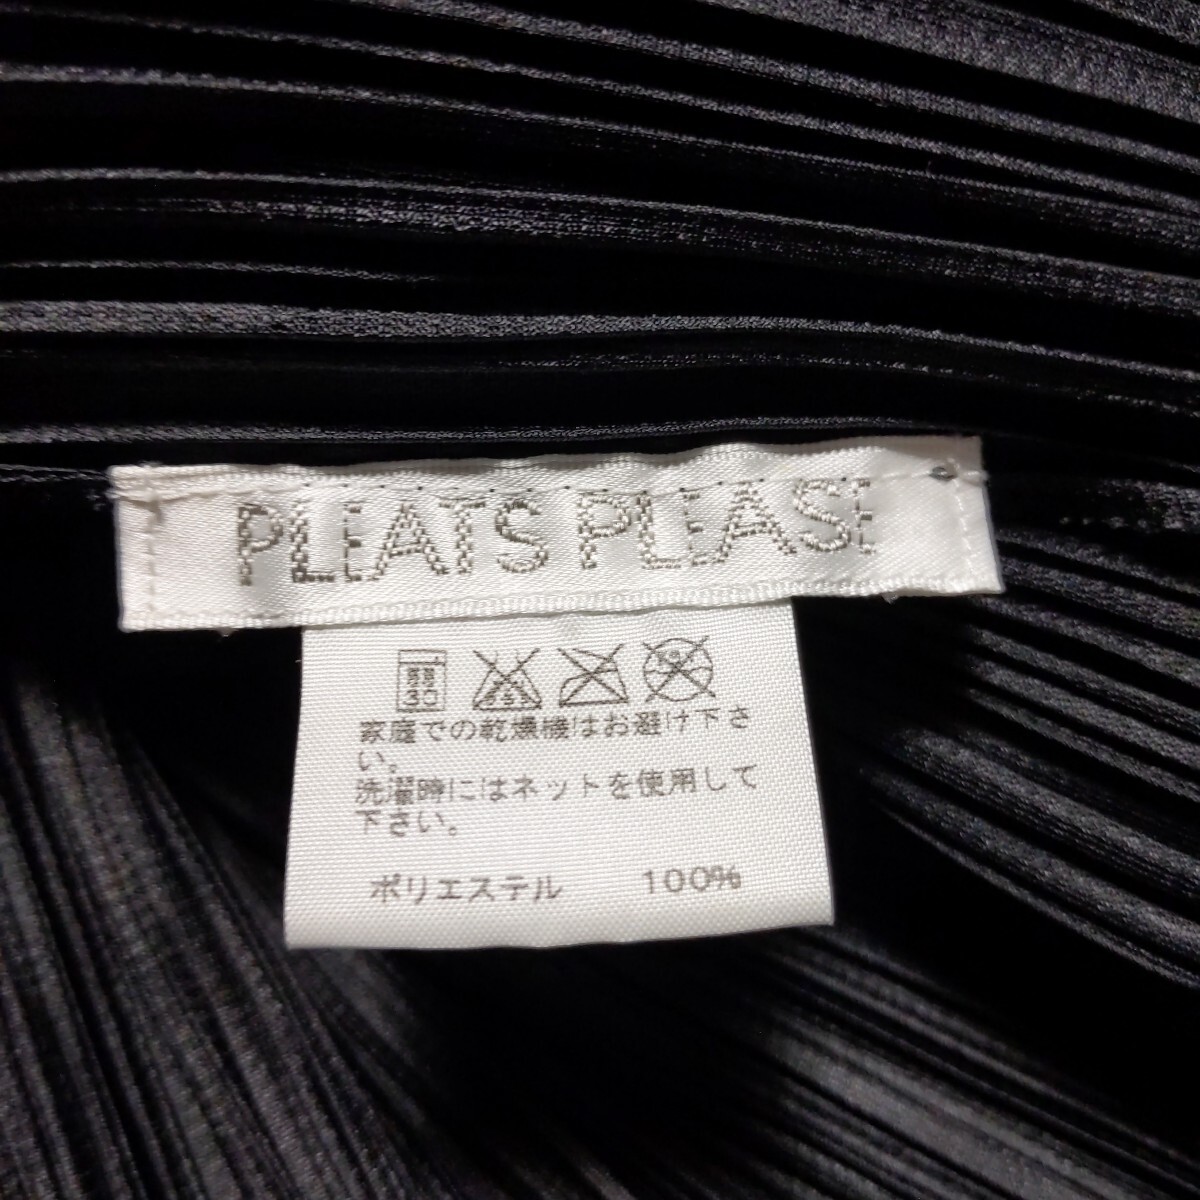 PLEATS PLEASE
弱
30
家庭での乾燥機はお避け下さ
い。
洗濯時にはネットを使用して
下さい。
ポリエステル 100%